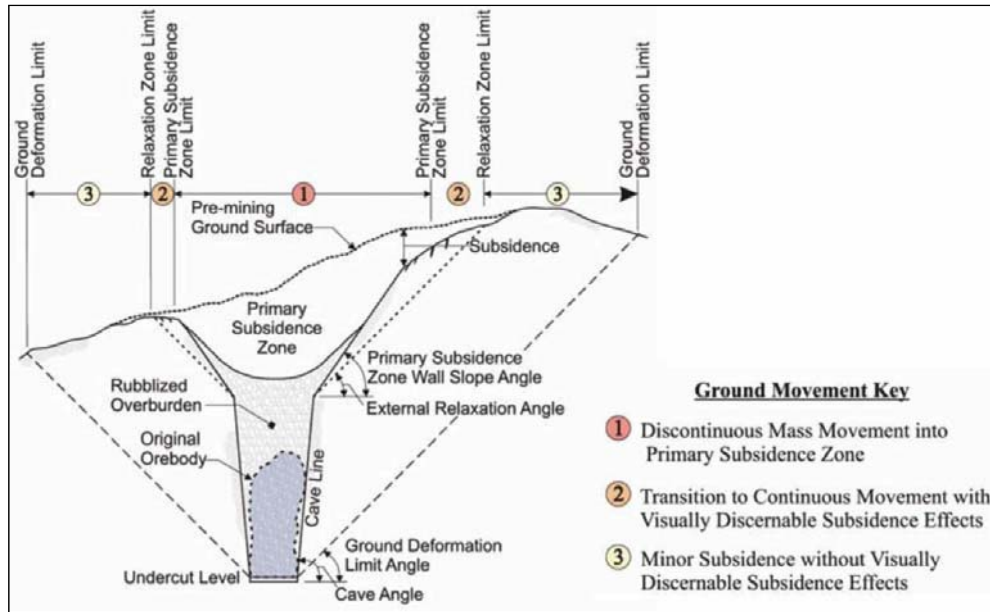 Ground
Deformation Limit
Relaxation Zone Limit
Primary Subsidence
Zone Limit
Primary Subsidence
Zone Limit
Relaxation Zone Limit
Ground
Deformation Limit
3
2
1
2
3
Pre-mining
Ground Surface
Subsidence
Primary
Subsidence
Zone
Primary Subsidence
Zone Wall Slope Angle
Rubblized
Overburden
External Relaxation Angle
Original
Orebody
Cave Line
Ground Deformation
Limit Angle
Undercut Level
Cave Angle
Ground Movement Key
1 Discontinuous Mass Movement into
Primary Subsidence Zone
2 Transition to Continuous Movement with
Visually Discernable Subsidence Effects
3 Minor Subsidence without Visually
Discernable Subsidence Effects